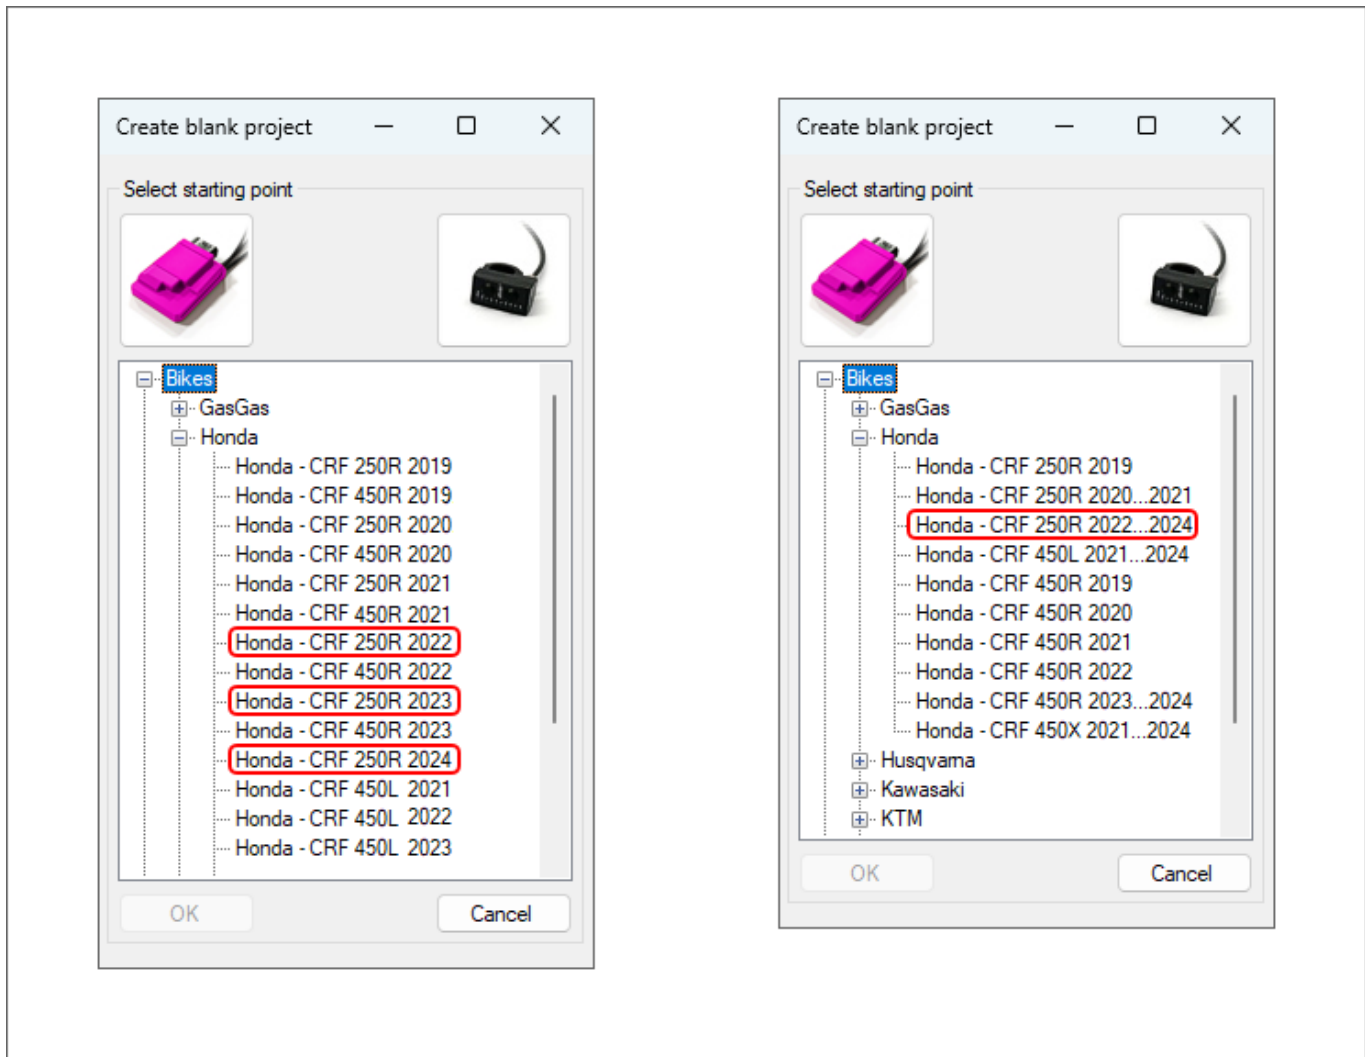 Create blank project
Select starting point
Bikes
GasGas
Honda
Honda - CRF 250R 2019
Honda - CRF 450R 2019
Honda - CRF 250R 2020
Honda - CRF 450R 2020
Honda - CRF 250R 2021
Honda - CRF 450R 2021
Honda - CRF 250R 2022
Honda - CRF 450R 2022
Honda - CRF 250R 2023
Honda - CRF 450R 2023
Honda - CRF 250R 2024
Honda - CRF 450L 2021
Honda - CRF 450L 2022
Honda - CRF 450L 2023
OK
Cancel
Create blank project
Select starting point
Bikes
GasGas
Honda
Honda - CRF 250R 2019
Honda - CRF 250R 2020...2021
Honda - CRF 250R 2022...2024
Honda - CRF 450L 2021...2024
Honda - CRF 450R 2019
Honda - CRF 450R 2020
Honda - CRF 450R 2021
Honda - CRF 450R 2022
Honda - CRF 450R 2023...2024
Honda - CRF 450X 2021...2024
Husqvarna
Kawasaki
KTM
OK
Cancel